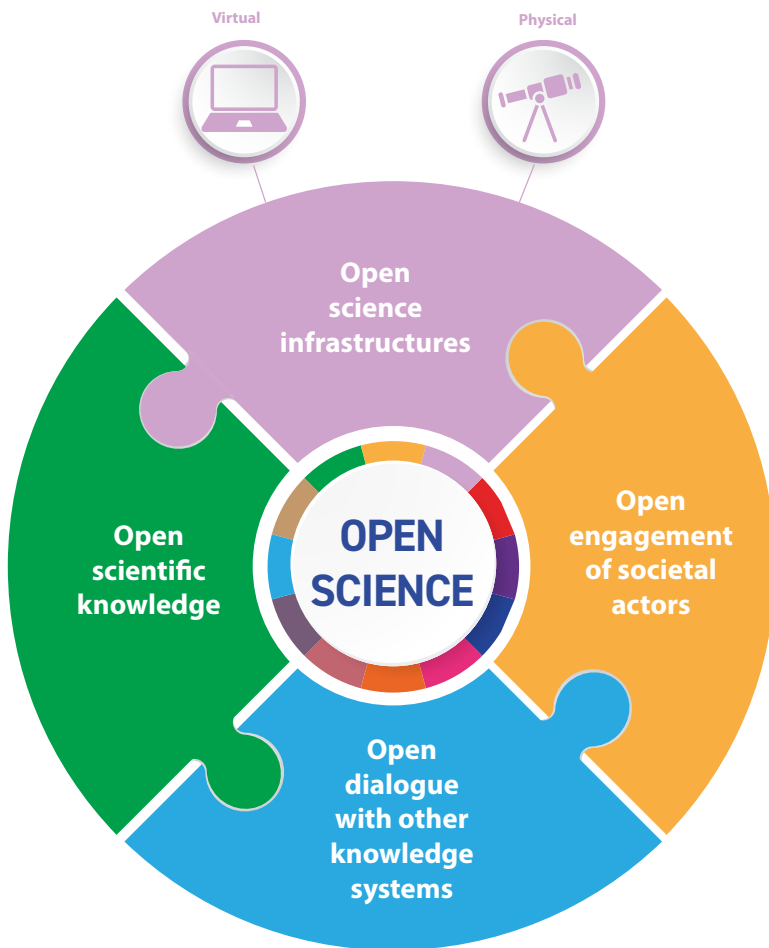 Virtual
Physical
Open
science
infrastructures
Open
scientific
knowledge
OPEN
SCIENCE
Open
engagement
of societal
actors
Open
dialogue
with other
knowledge
systems